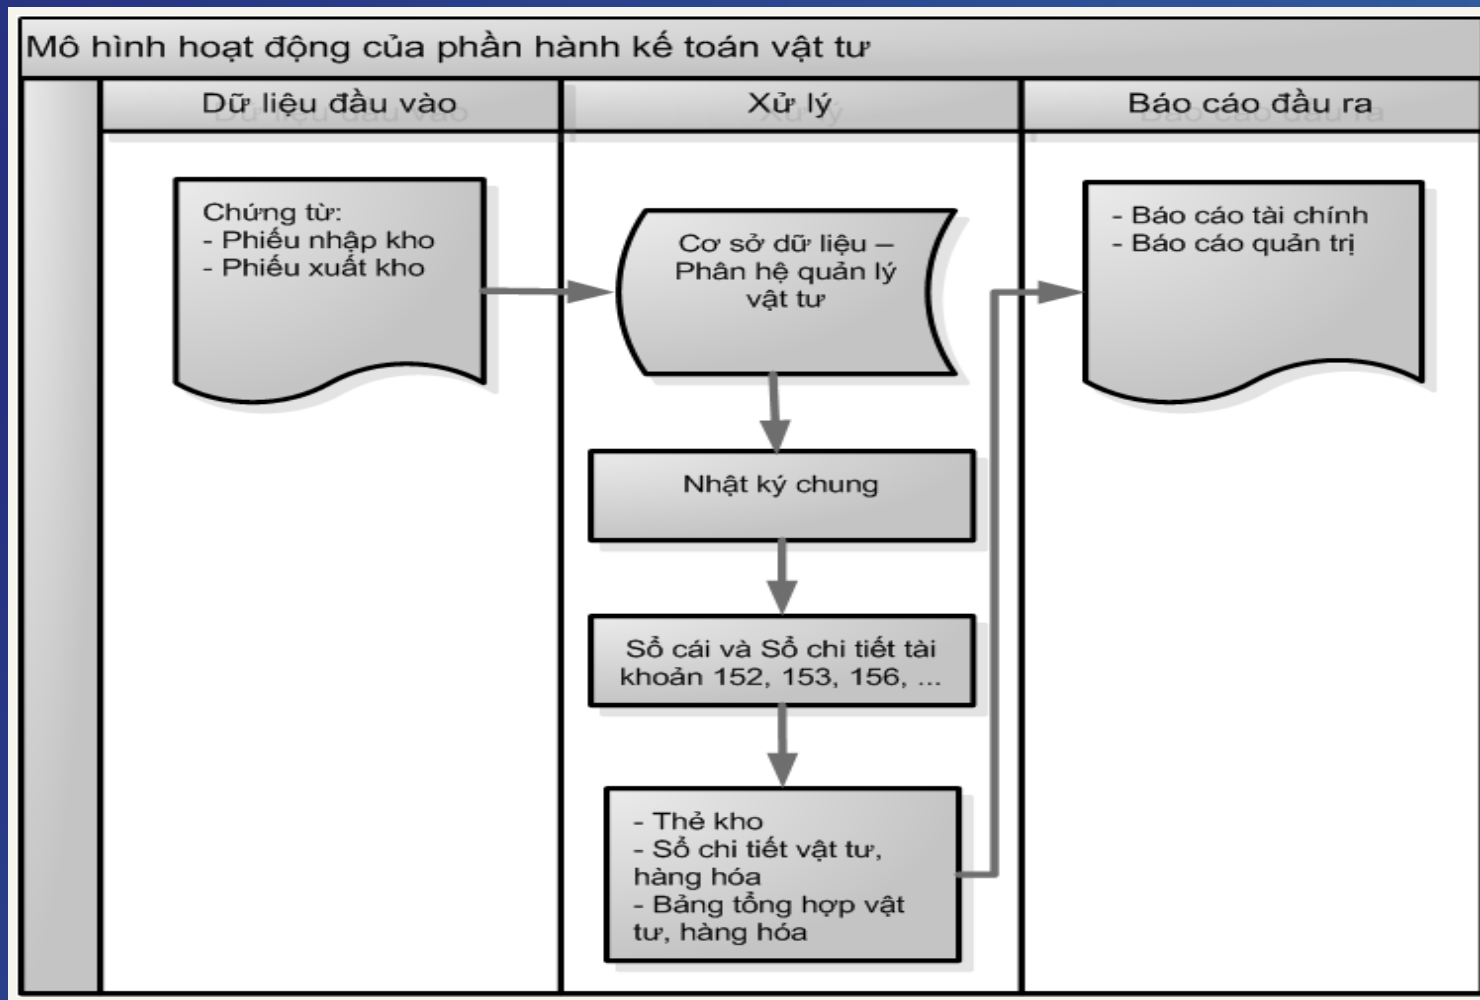 Mô hình hoạt động của phần hành kế toán vật tư
Dữ liệu đầu vào
Xử lý
Báo cáo đầu ra
Chứng từ:
- Phiếu nhập kho
- Phiếu xuất kho
Cơ sở dữ liệu –
Phân hệ quản lý
vật tư
- Báo cáo tài chính
- Báo cáo quản trị
Nhật ký chung
Sổ cái và Sổ chi tiết tài
khoản 152, 153, 156, ...
- Thẻ kho
- Sổ chi tiết vật tư,
hàng hóa
- Bảng tổng hợp vật
tư, hàng hóa